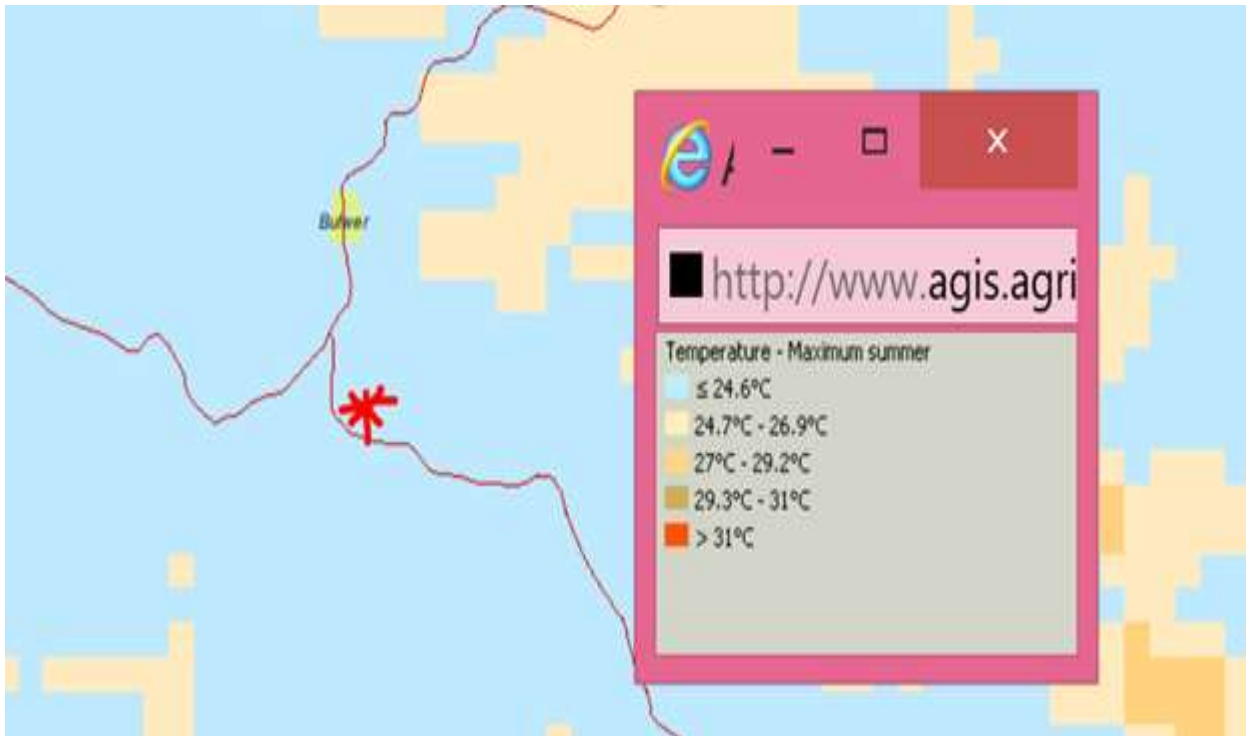 Bulwer
http://www.agis.agri
Temperature - Maximum summer
≤ 24.6°C
24.7°C - 26.9°C
27°C - 29.2°C
29.3°C - 31°C
> 31°C